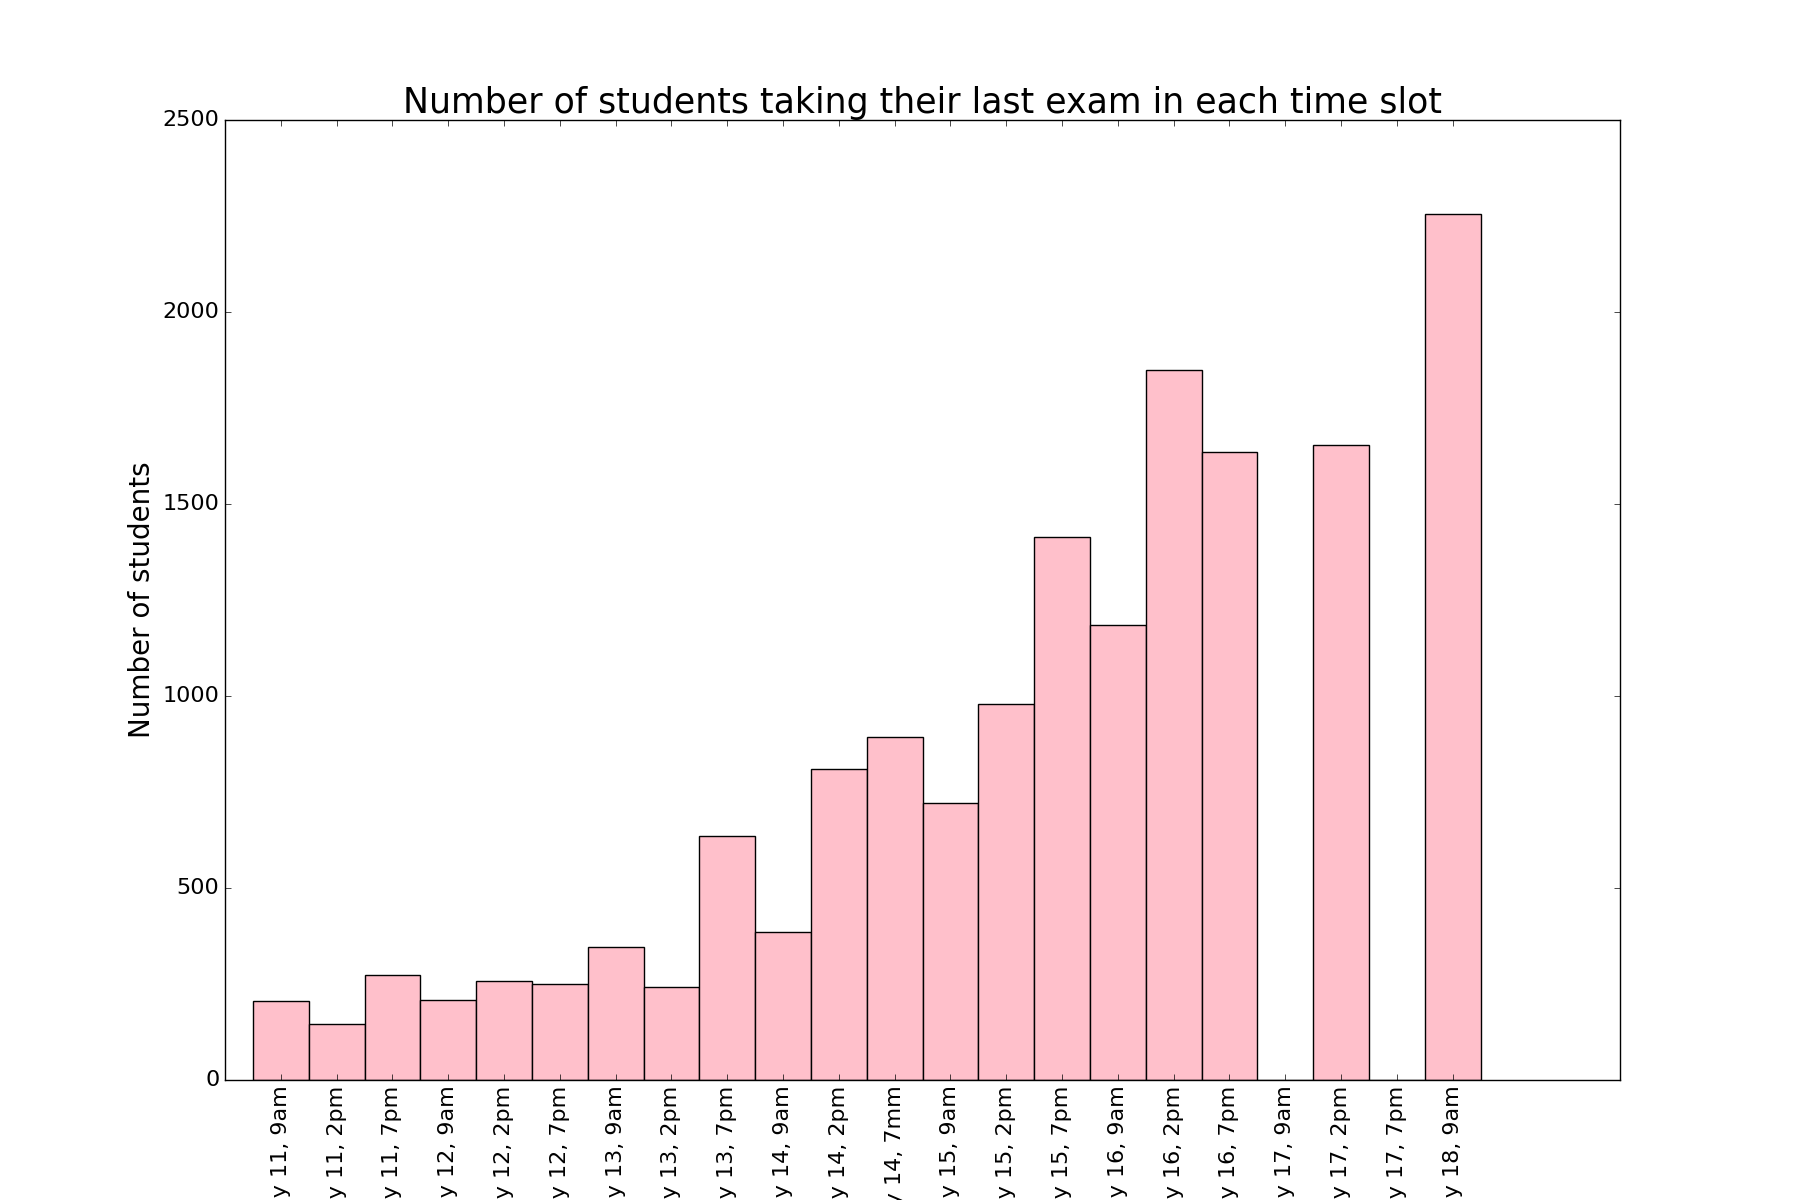 Number of students taking their last exam in each time slot
Number of students
2500
2000
1500
1000
500
0
y 11, 9am
y 11, 2pm
y 11, 7pm
y 12, 9am
y 12, 2pm
y 12, 7pm
y 13, 9am
y 13, 2pm
y 13, 7pm
y 14, 9am
y 14, 2pm
y 14, 7mm
y 15, 9am
y 15, 2pm
y 15, 7pm
y 16, 9am
y 16, 2pm
y 16, 7pm
y 17, 9am
y 17, 2pm
y 17, 7pm
y 18, 9am